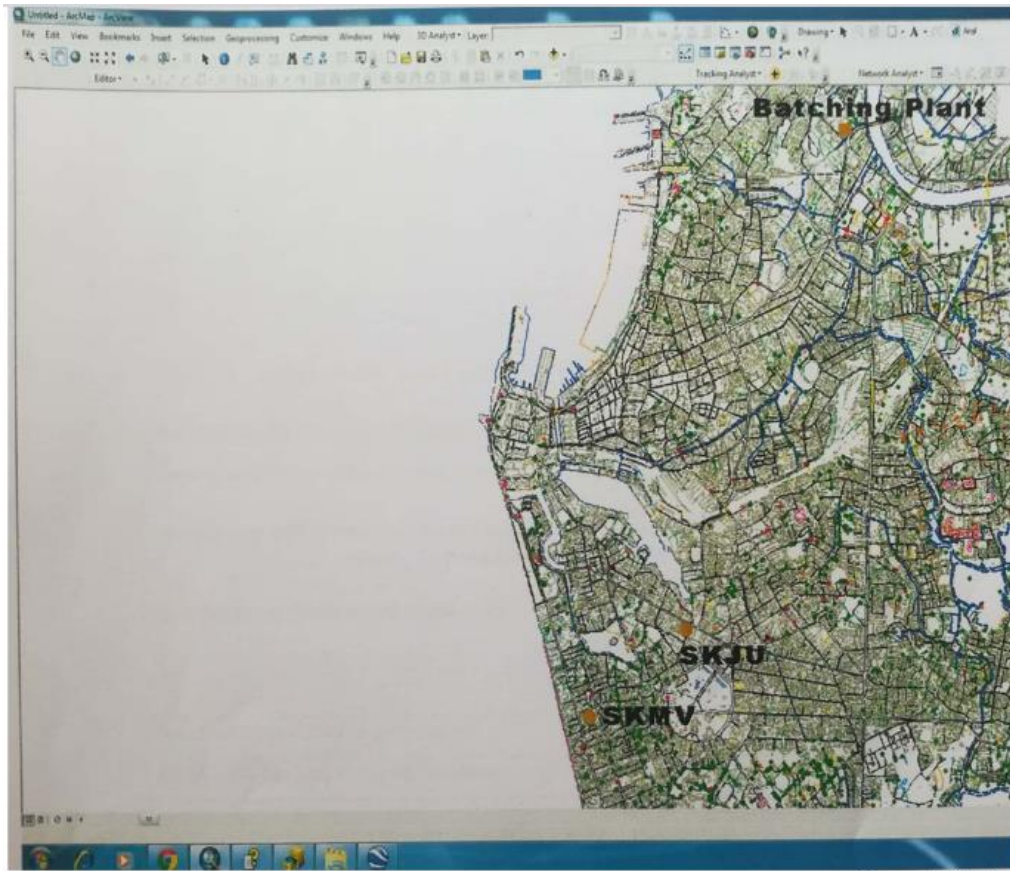 Untitled - ArcMap - ArcView
File Edit View Bookmarks Insert Selection Geoprocessing Customize Windows Help 3D Analyst Layer:
Drawing
Editor Tracking Analyst Network Analyst
Batching Plant
SKJU
SKMV